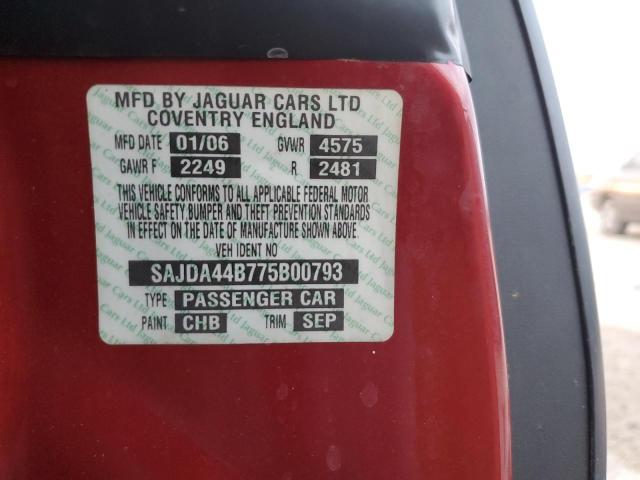 MFD BY JAGUAR CARS LTD
COVENTRY ENGLAND
MFD DATE 01/06 GVWR 4575
GAWR F 2249 R 2481
THIS VEHICLE CONFORMS TO ALL APPLICABLE FEDERAL MOTOR
VEHICLE SAFETY BUMPER AND THEFT PREVENTION STANDARDS
IN EFFECT ON THE DATE OF MANUFACTURE SHOWN ABOVE.
VEH IDENT NO
SAJDA44B775B00793
TYPE PASSENGER CAR
PAINT CHB TRIM SEP